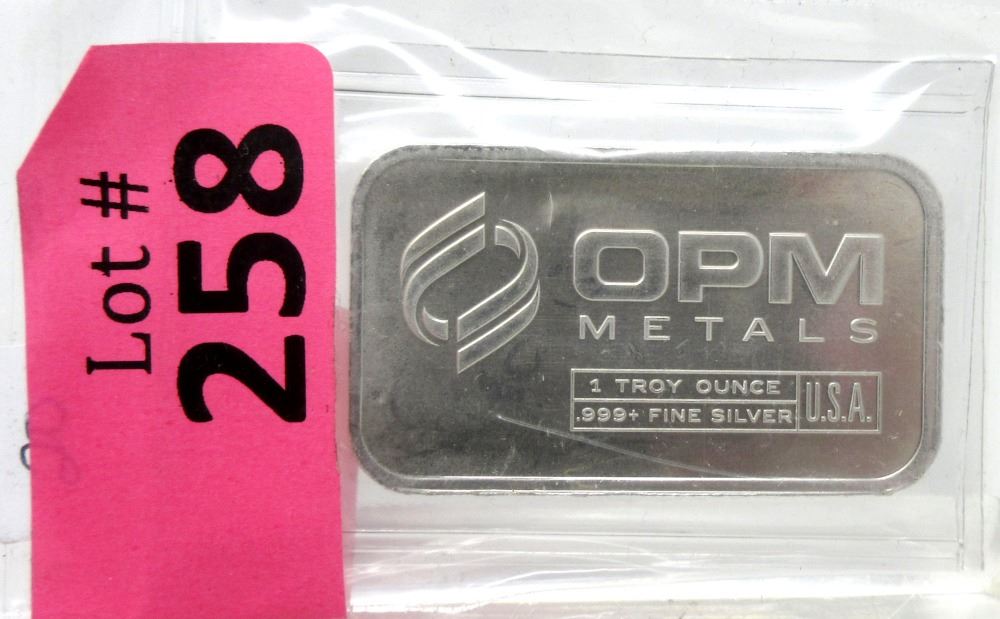 Lot #
258
OPM
METALS
1 TROY OUNCE
.999+ FINE SILVER
U.S.A.